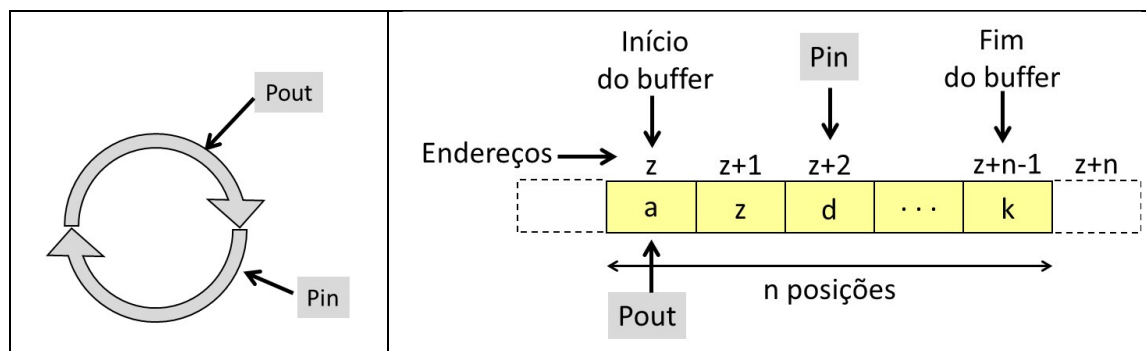 Pout
Pin
Início
do buffer
Pin
Fim
do buffer
Endereços
z z+1 z+2 z+n-1 z+n
a z d ... k
n posições
Pout